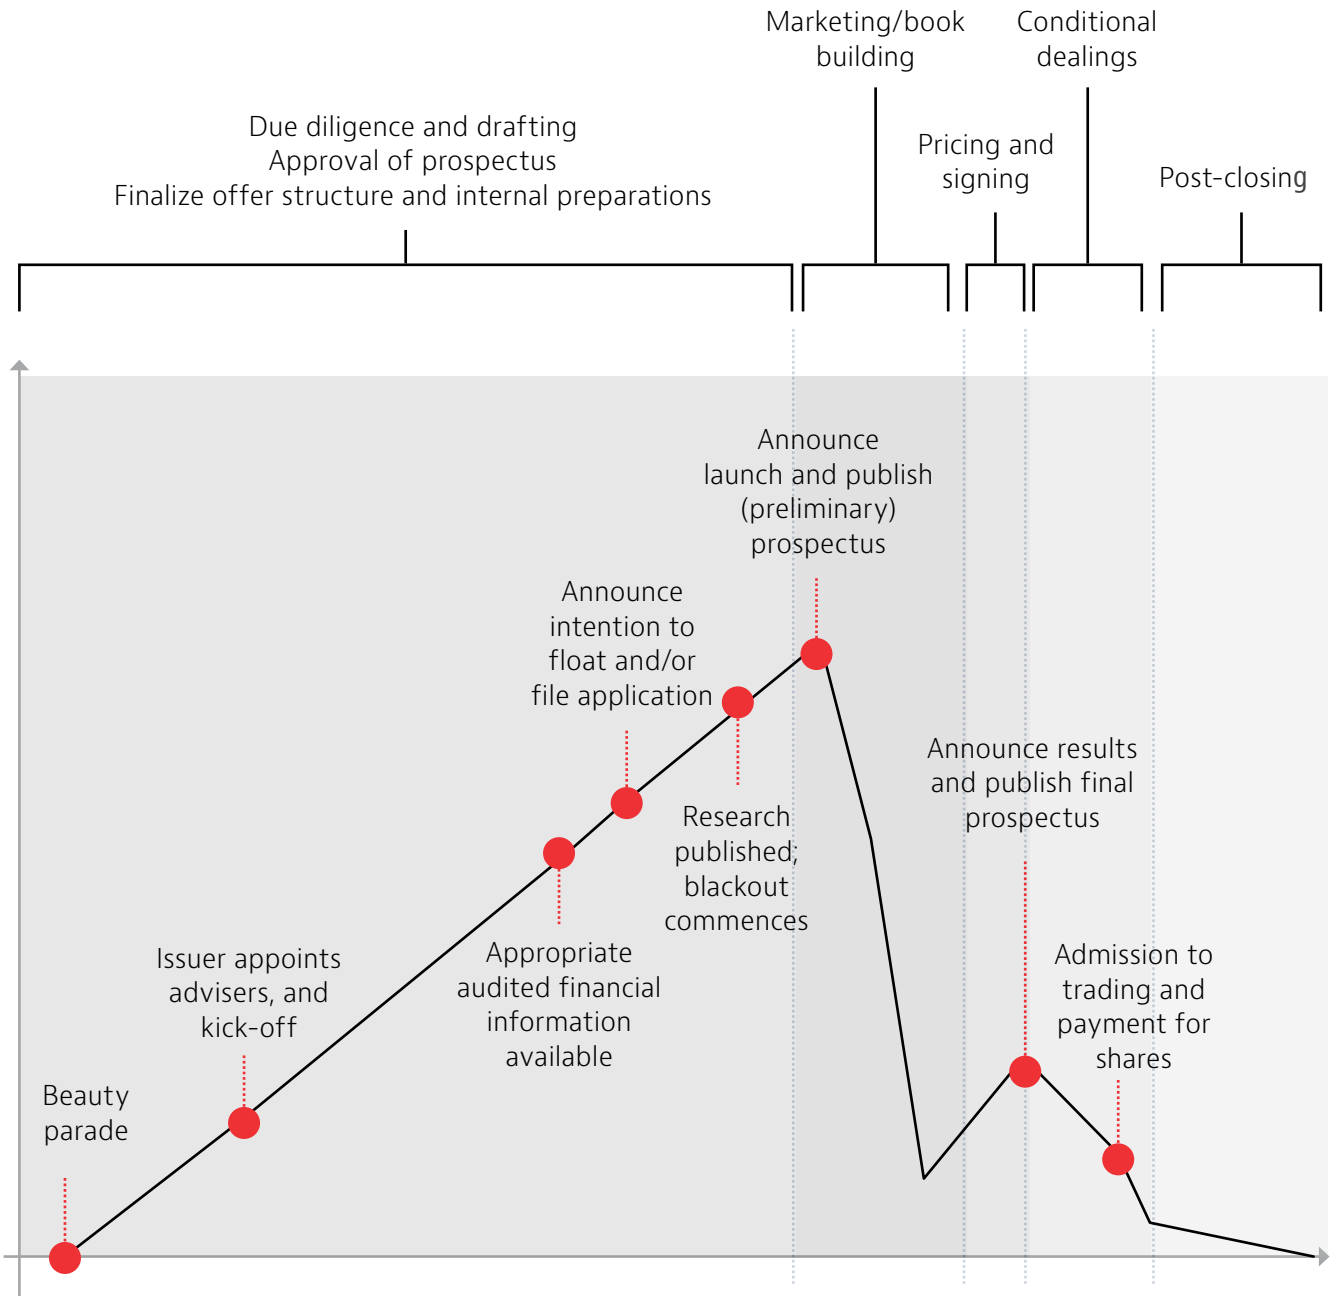 Marketing/book
building
Conditional
dealings
Due diligence and drafting
Approval of prospectus
Finalize offer structure and internal preparations
Pricing and
signing
Post-closing
Announce
launch and publish
(preliminary)
prospectus
Announce
intention to
float and/or
file application
Announce results
and publish final
prospectus
Research
published;
blackout
commences
Appropriate
audited financial
information
available
Issuer appoints
advisers, and
kick-off
Admission to
trading and
payment for
shares
Beauty
parade